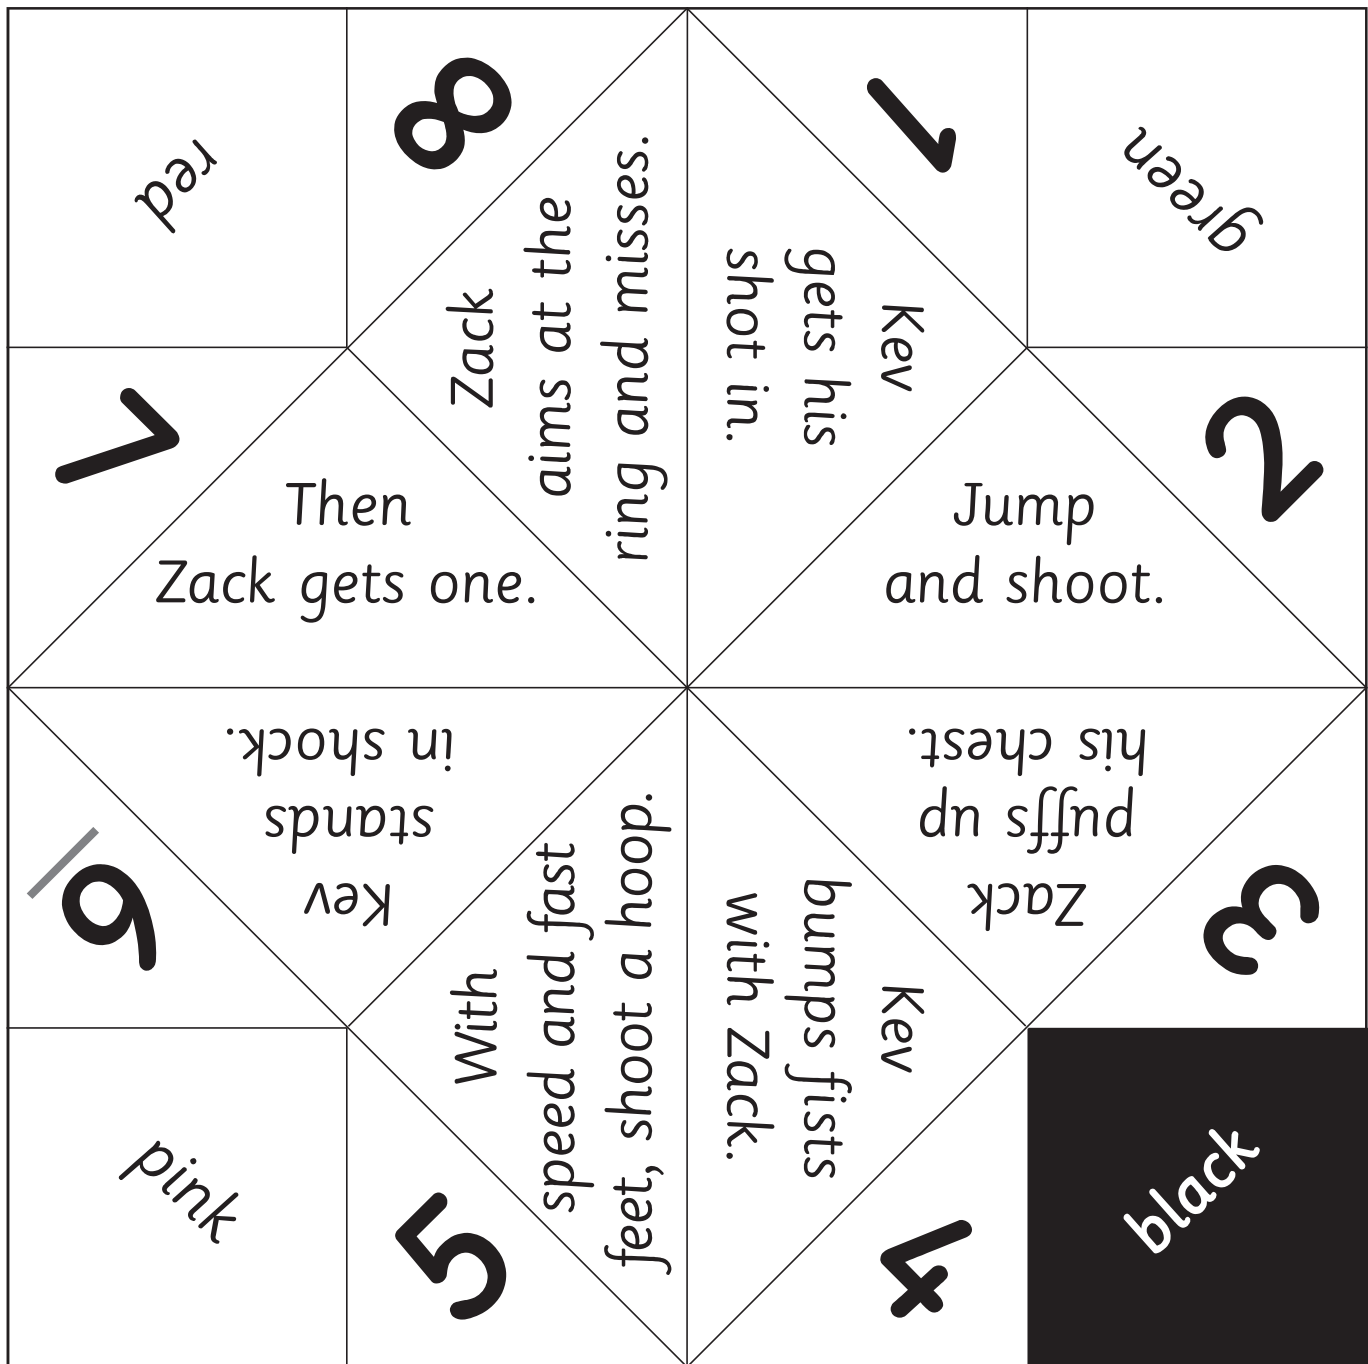 red
8
1
green
Zack
aims at the
ring and misses.
Kev
gets his
shot in.
7
Then
Zack gets one.
Jump
and shoot.
2
Kev
stands
in shock.
6
With
speed and fast
feet, shoot a hoop.
Kev
bumps fists
with Zack.
Zack
puffs up
his chest.
3
pink
5
4
black